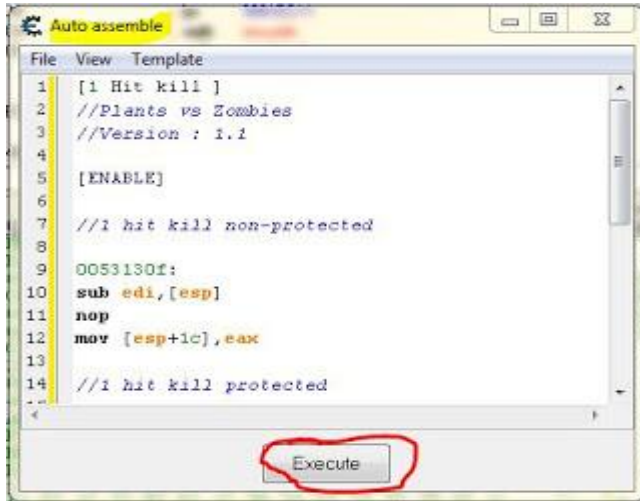 Auto assemble
File View Template
1 [1 Hit kill ]
2 //Plants vs Zombies
3 //Version : 1.1
4
5 [ENABLE]
6
7 //1 hit kill non-protected
8
9 0053130f:
10 sub edi,[esp]
11 nop
12 mov [esp+1c],eax
13
14 //1 hit kill protected
Execute